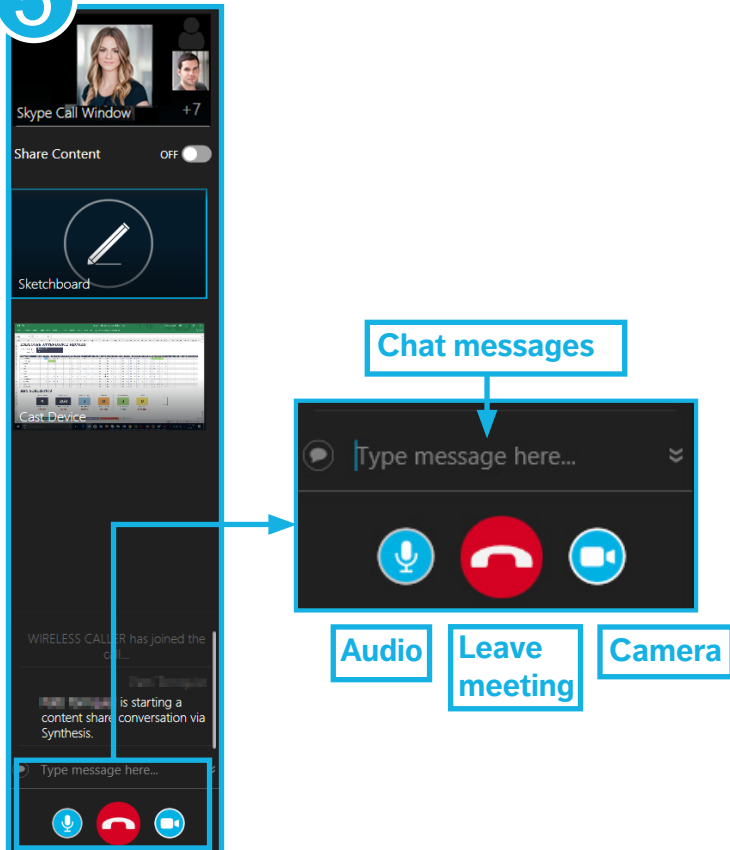 5
Skype Call Window
+7
Share Content
OFF
Sketchboard
Cast Device
WIRELESS CALLER has joined the
call...
is starting a
content share conversation via
Synthesis.
Type message here...
Chat messages
Type message here...
Audio
Leave
meeting
Camera